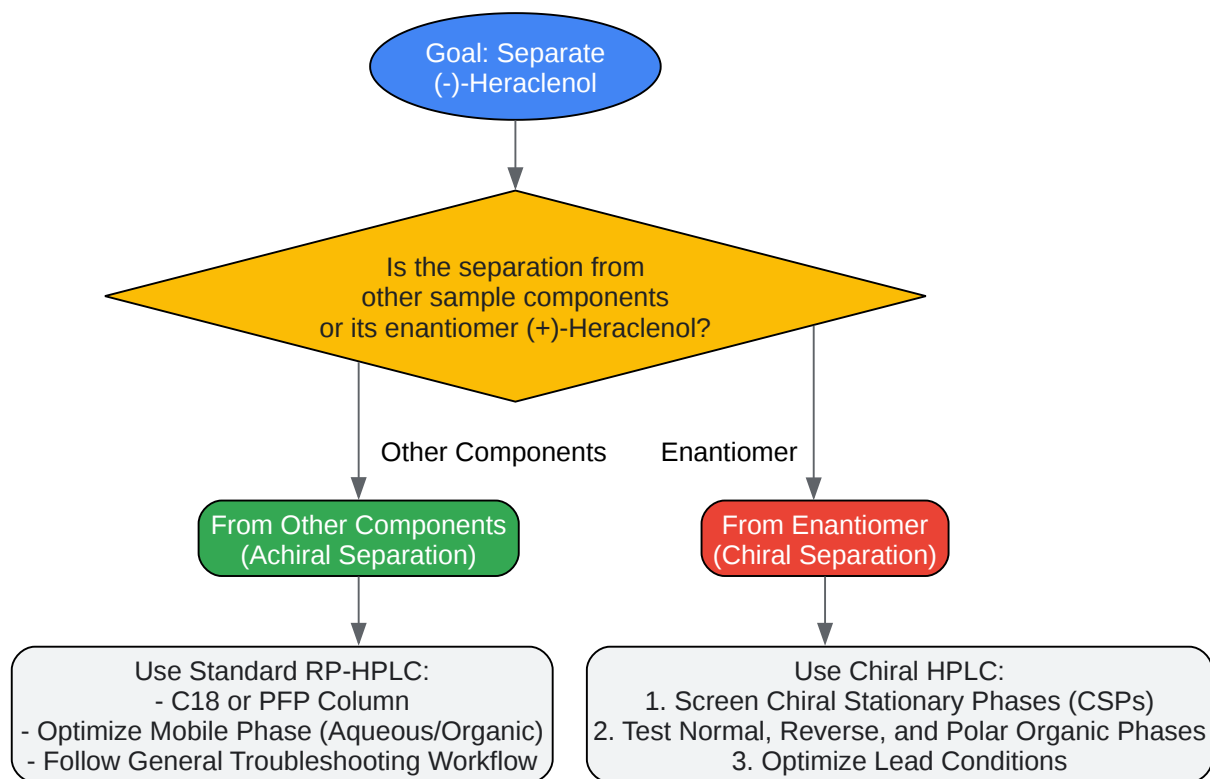 Goal: Separate
(-)-Heraclenol
Is the separation from
other sample components
or its enantiomer (+)-Heraclenol?
Other Components
Enantiomer
From Other Components
(Achiral Separation)
From Enantiomer
(Chiral Separation)
Use Standard RP-HPLC:
- C18 or PFP Column
- Optimize Mobile Phase (Aqueous/Organic)
- Follow General Troubleshooting Workflow
Use Chiral HPLC:
1. Screen Chiral Stationary Phases (CSPs)
2. Test Normal, Reverse, and Polar Organic Phases
3. Optimize Lead Conditions